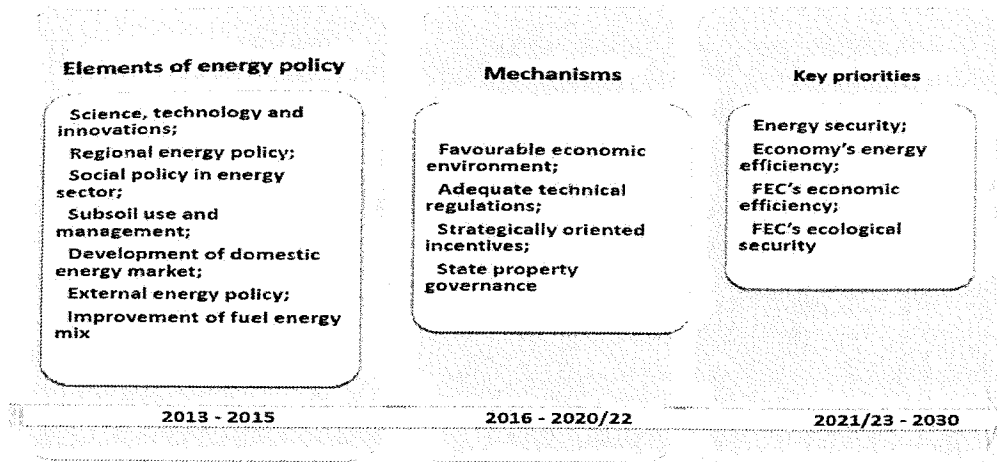 Elements of energy policy
Science, technology and
innovations;
Regional energy policy;
Social policy in energy
sector;
Subsoil use and
management;
Development of domestic
energy market;
External energy policy;
Improvement of fuel energy
mix
Mechanisms
Favourable economic
environment;
Adequate technical
regulations;
Strategically oriented
incentives;
State property
governance
Key priorities
Energy security;
Economy's energy
efficiency;
FEC's economic
efficiency;
FEC's ecological
security
2013 - 2015
2016 - 2020/22
2021/23 - 2030